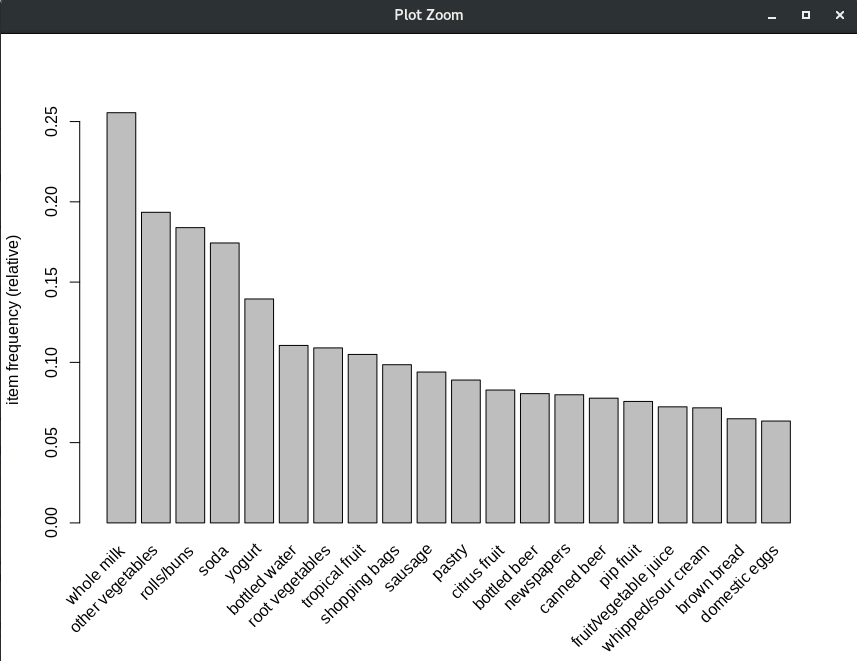 Plot Zoom
item frequency (relative)
0.25
0.20
0.15
0.10
0.05
0.00
whole milk
other vegetables
rolls/buns
soda
yogurt
bottled water
root vegetables
tropical fruit
shopping bags
sausage
pastry
citrus fruit
bottled beer
newspapers
canned beer
pip fruit
fruit/vegetable juice
whipped/sour cream
brown bread
domestic eggs